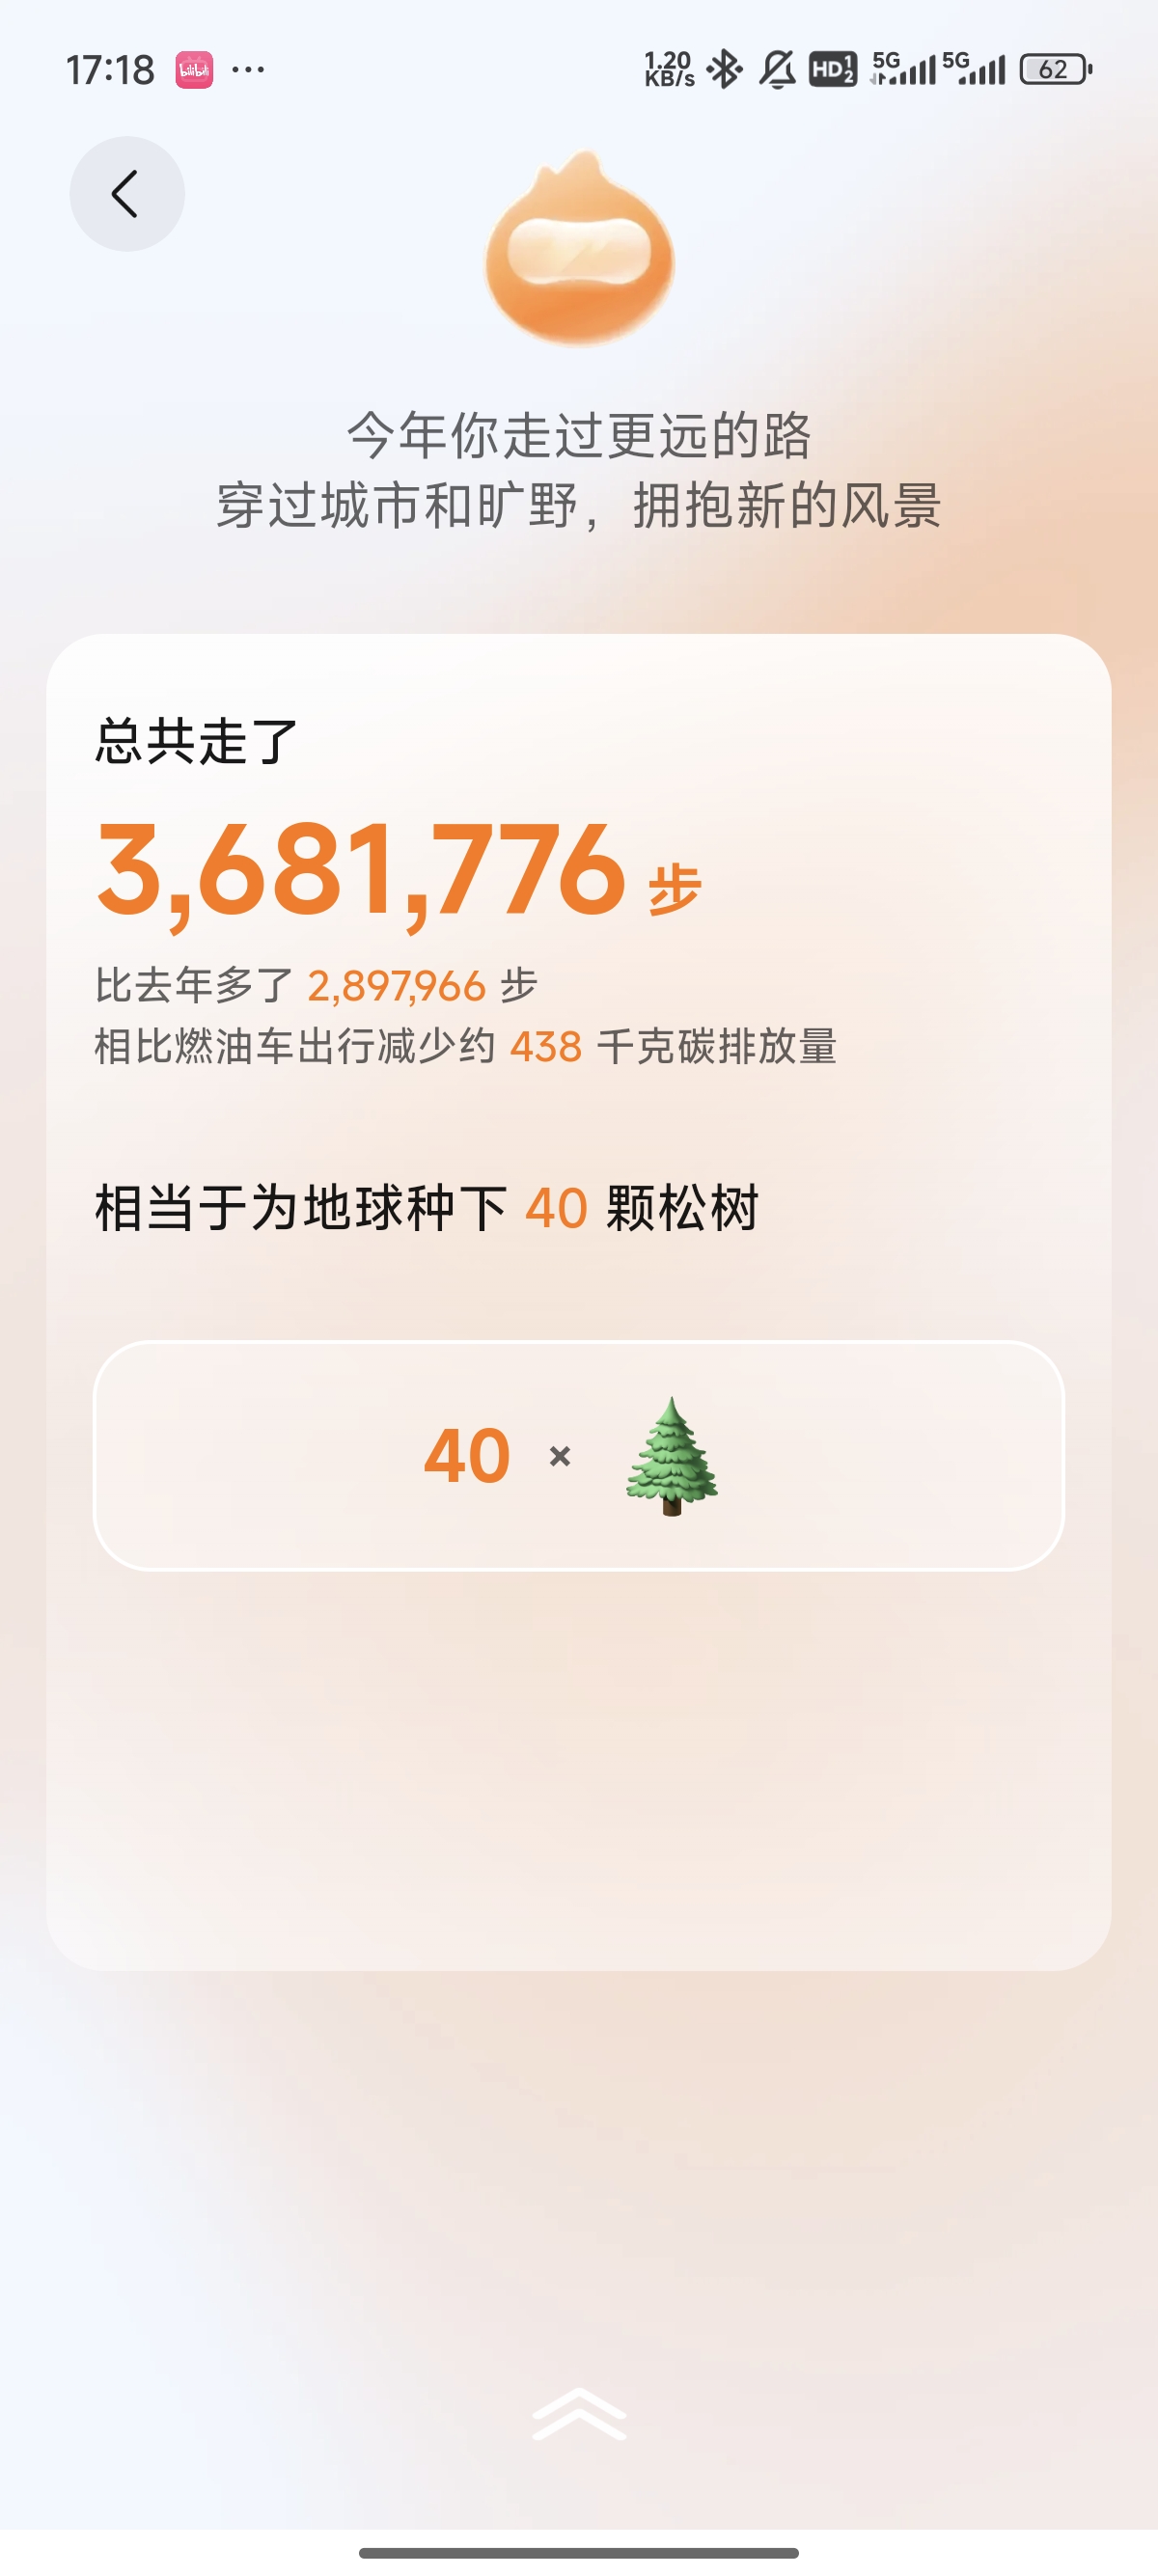 17:18 bilibili ... 1.20 KB/s HD 1 2 5G 5G 62
今年你走过更远的路
穿过城市和旷野，拥抱新的风景
总共走了
3,681,776 步
比去年多了 2,897,966 步
相比燃油车出行减少约 438 千克碳排放量
相当于为地球种下 40 颗松树
40 ×